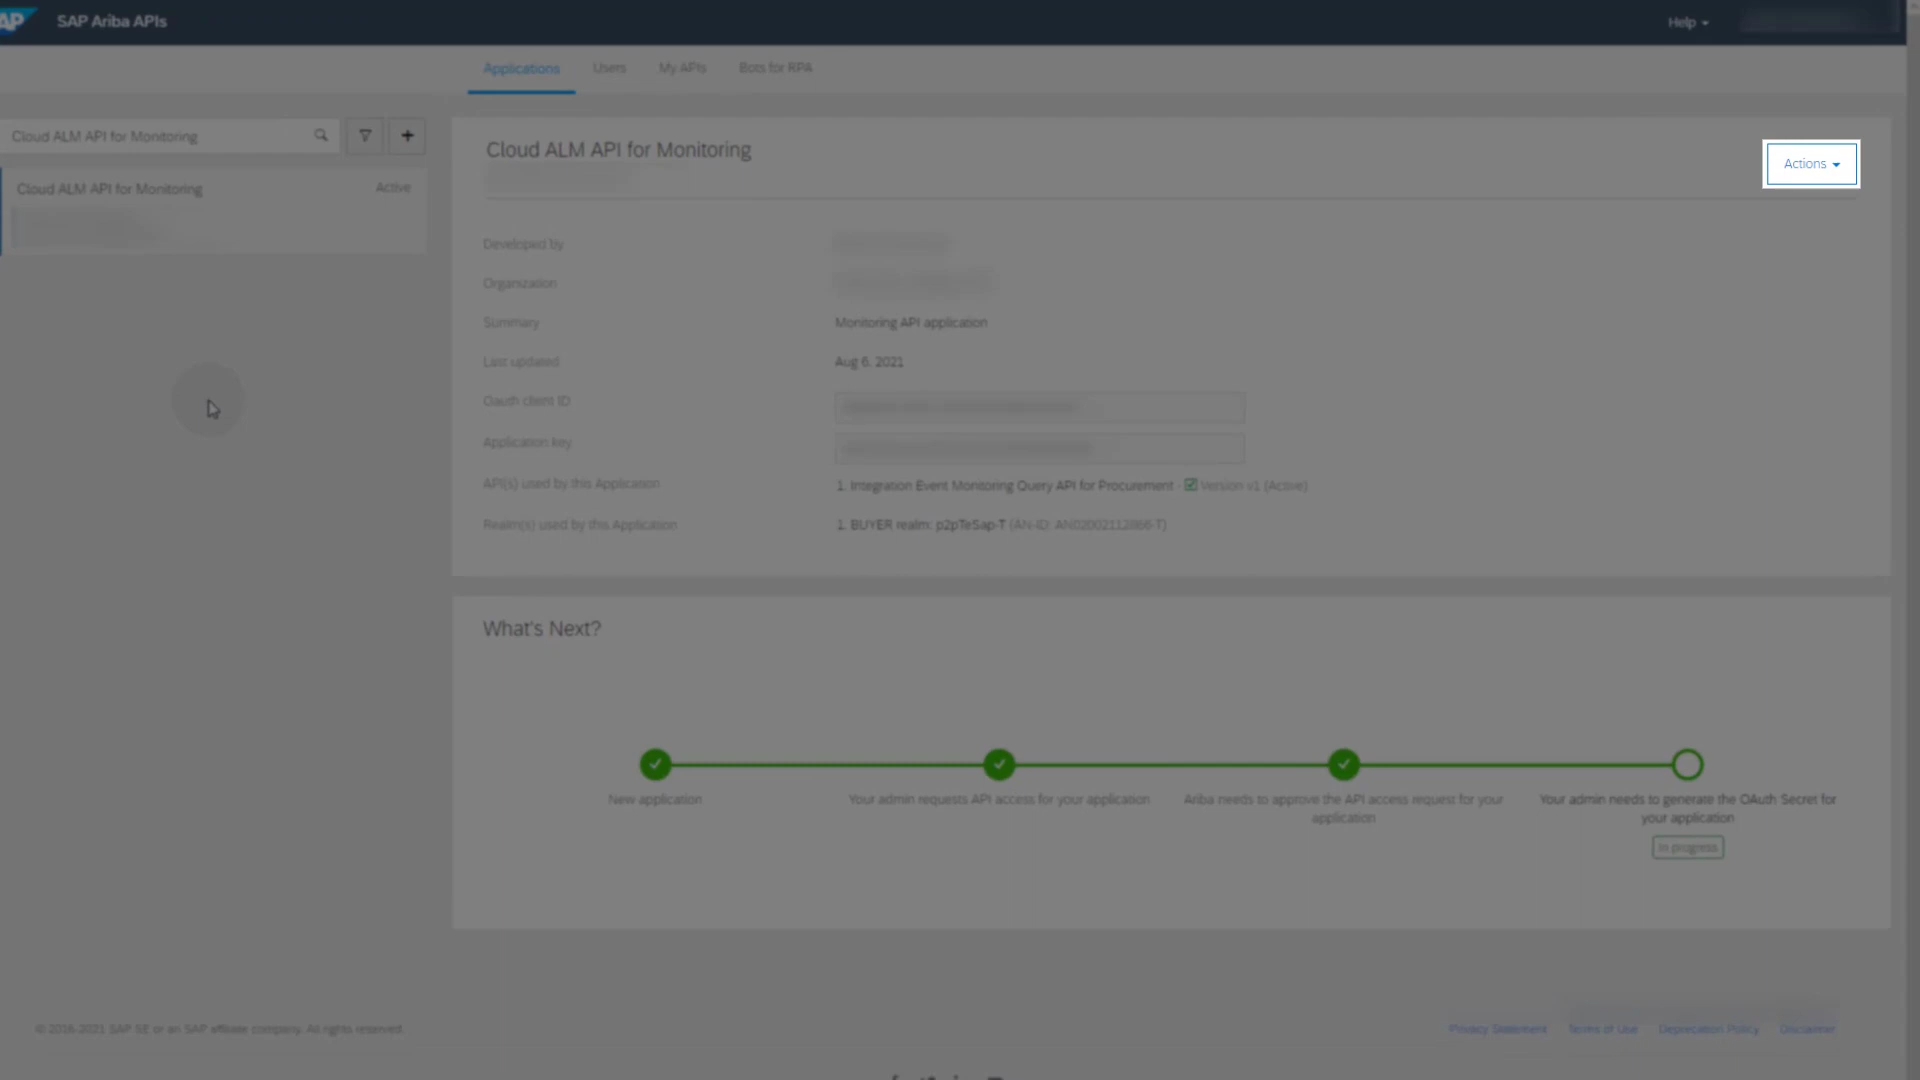 SAP Ariba APIs
Help
Applications Users My APIs Bots for RPA
Cloud ALM API for Monitoring
Cloud ALM API for Monitoring Active
Cloud ALM API for Monitoring
Actions
Developed by
Organization
Summary Monitoring API application
Last updated Aug 6, 2021
Oauth client ID
Application key
API(s) used by this Application 1. Integration Event Monitoring Query API for Procurement - Version v1 (Active)
Realm(s) used by this Application 1. BUYER realm: p2pTeSap-T (AN-ID: AN02002112866-T)
What's Next?
New application
Your admin requests API access for your application
Ariba needs to approve the API access request for your
application
Your admin needs to generate the OAuth Secret for
your application
In progress
© 2016-2021 SAP SE or an SAP affiliate company. All rights reserved.
Privacy Statement Terms of Use Deprecation Policy Disclaimer